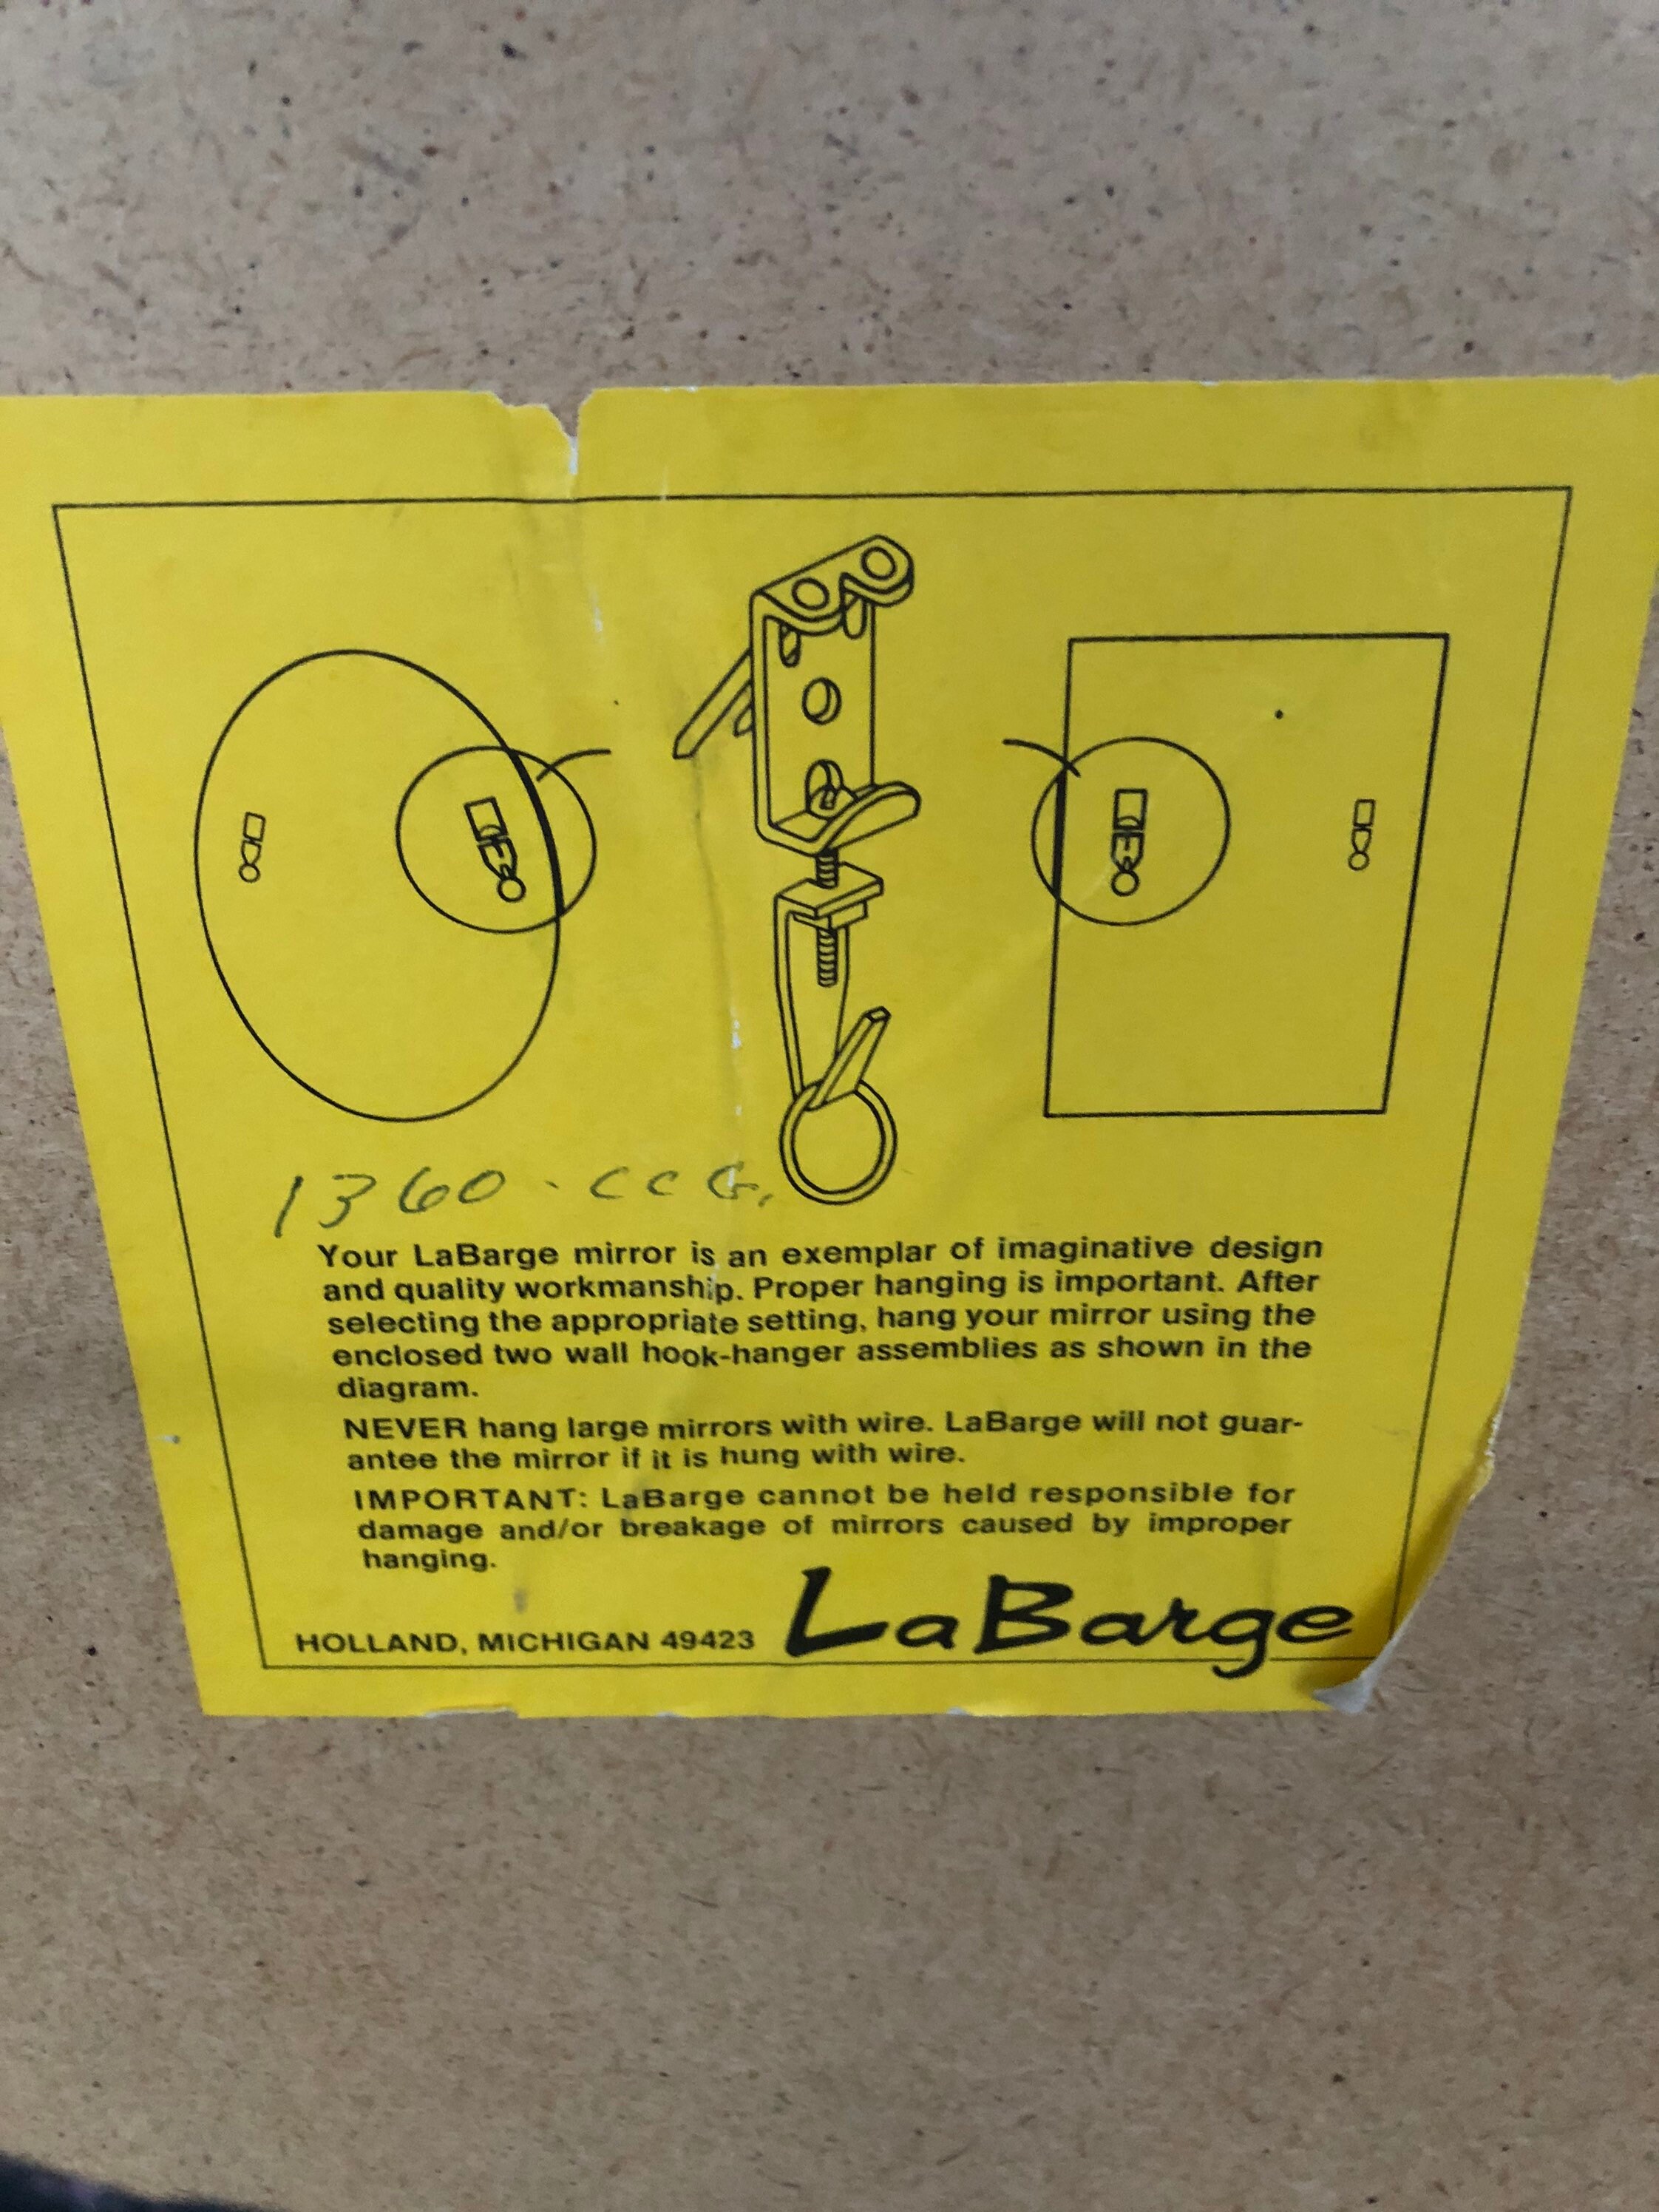 1360 - CCG.
Your LaBarge mirror is an exemplar of imaginative design
and quality workmanship. Proper hanging is important. After
selecting the appropriate setting, hang your mirror using the
enclosed two wall hook-hanger assemblies as shown in the
diagram.
NEVER hang large mirrors with wire. LaBarge will not guar-
antee the mirror if it is hung with wire.
IMPORTANT: LaBarge cannot be held responsible for
damage and/or breakage of mirrors caused by improper
hanging.
HOLLAND, MICHIGAN 49423 LaBarge